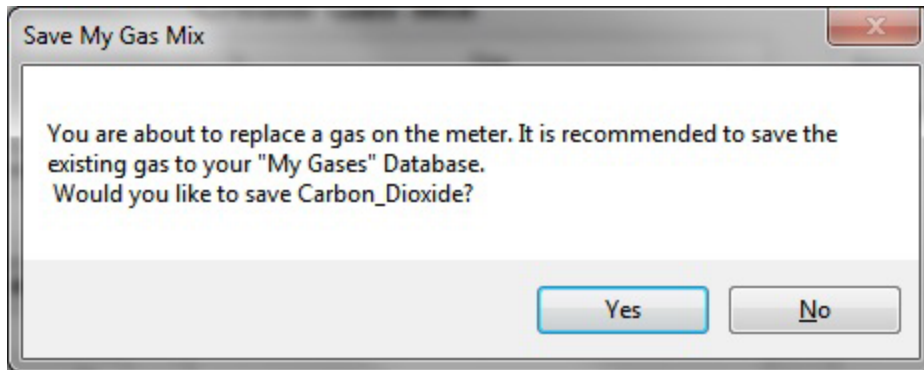 Save My Gas Mix
You are about to replace a gas on the meter. It is recommended to save the
existing gas to your "My Gases" Database.
Would you like to save Carbon_Dioxide?
Yes
No